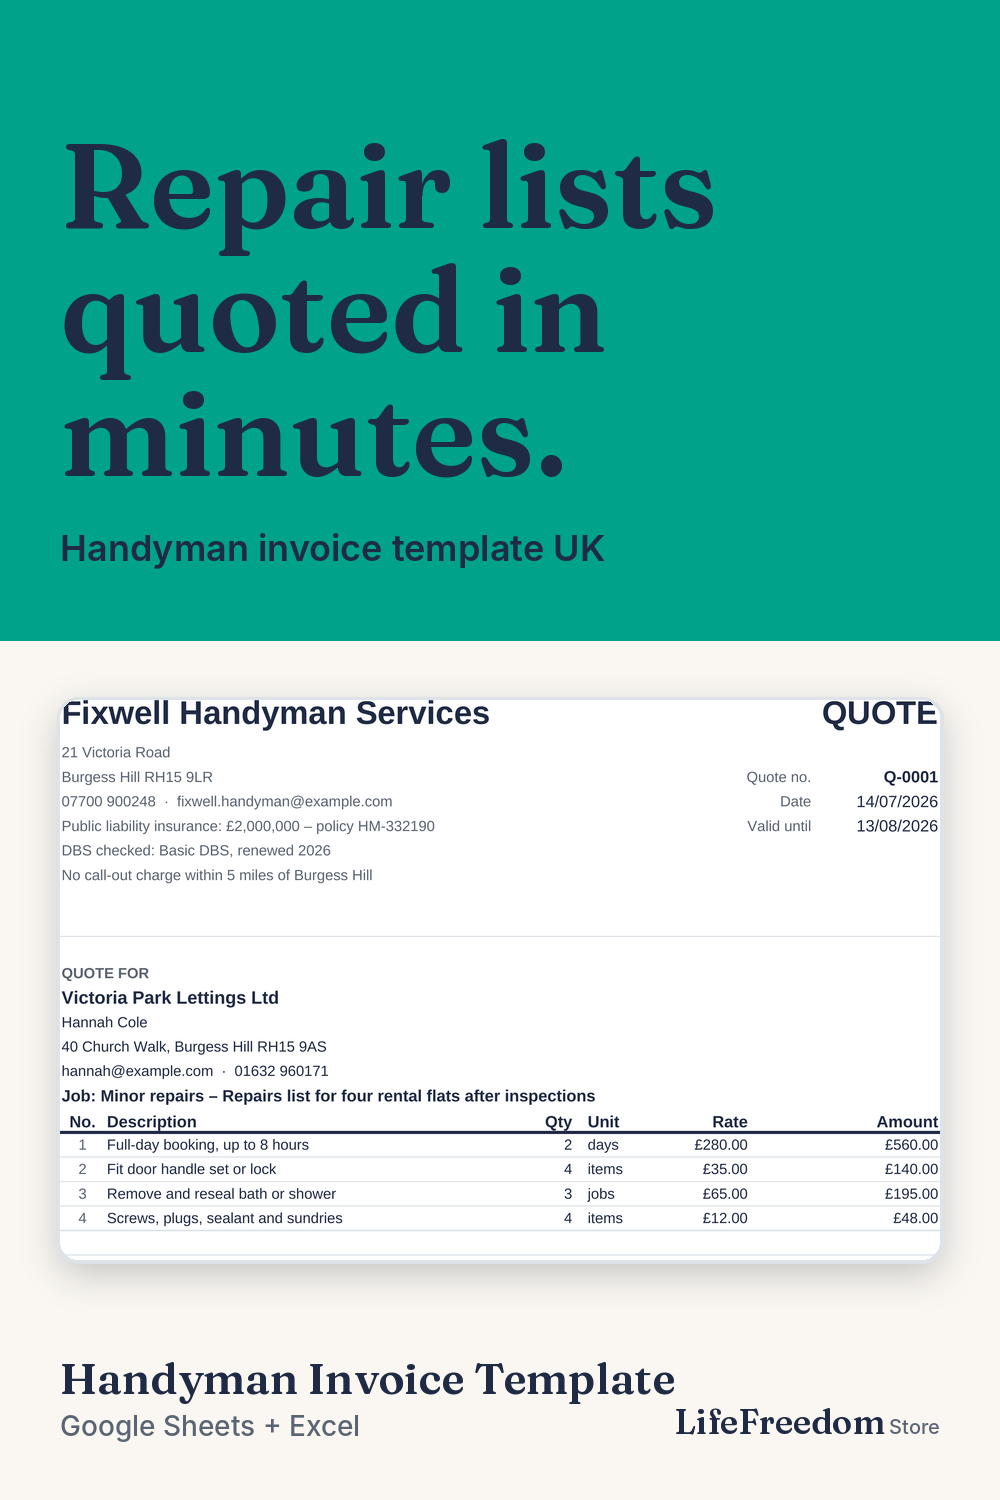 Repair lists
quoted in
minutes.
Handyman invoice template UK
Fixwell Handyman Services QUOTE
21 Victoria Road
Burgess Hill RH15 9LR Quote no. Q-0001
07700 900248 · fixwell.handyman@example.com Date 14/07/2026
Public liability insurance: £2,000,000 – policy HM-332190 Valid until 13/08/2026
DBS checked: Basic DBS, renewed 2026
No call-out charge within 5 miles of Burgess Hill
QUOTE FOR
Victoria Park Lettings Ltd
Hannah Cole
40 Church Walk, Burgess Hill RH15 9AS
hannah@example.com · 01632 960171
Job: Minor repairs – Repairs list for four rental flats after inspections
No. Description Qty Unit Rate Amount
1 Full-day booking, up to 8 hours 2 days £280.00 £560.00
2 Fit door handle set or lock 4 items £35.00 £140.00
3 Remove and reseal bath or shower 3 jobs £65.00 £195.00
4 Screws, plugs, sealant and sundries 4 items £12.00 £48.00
Handyman Invoice Template
Google Sheets + Excel
LifeFreedom Store